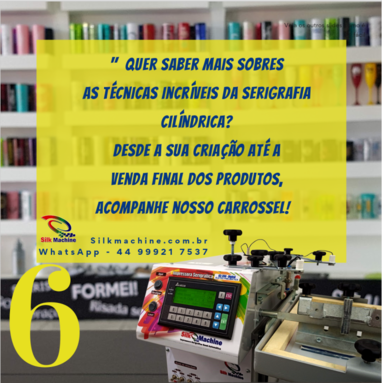 " QUER SABER MAIS SOBRES
AS TÉCNICAS INCRÍVEIS DA SERIGRAFIA
CILÍNDRICA?
DESDE A SUA CRIAÇÃO ATÉ A
VENDA FINAL DOS PRODUTOS,
ACOMPANHE NOSSO CARROSSEL!
Silk Machine
Silkmachine.com.br
WhatsApp - 44 99921 7537
6
FORMEI!
Risada
Silk
Machine